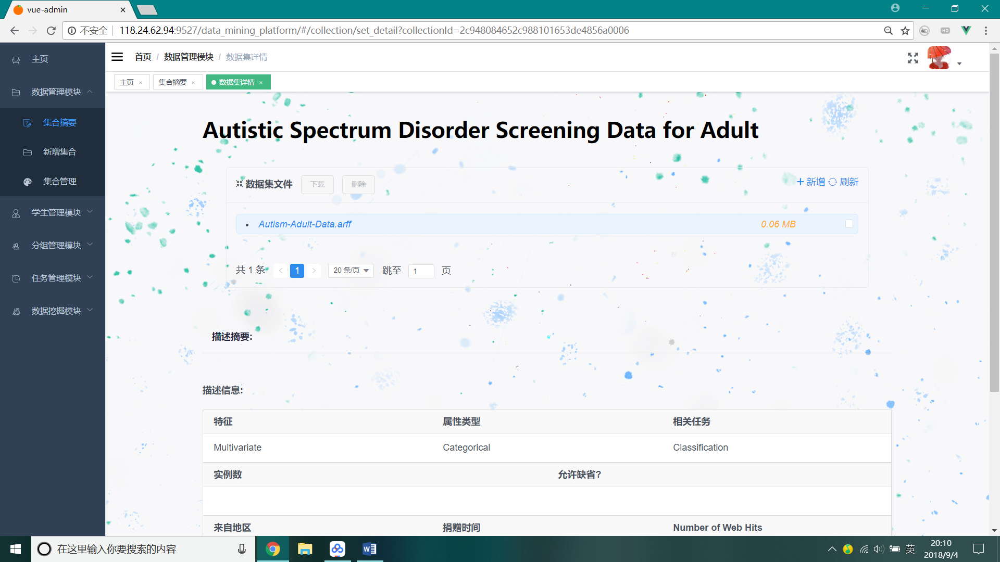 vue-admin
不安全 118.24.62.94:9527/data_mining_platform/#/collection/set_detail?collectionId=2c948084652c988101653de4856a0006
HD
主页
数据管理模块
集合摘要
新增集合
集合管理
学生管理模块
分组管理模块
任务管理模块
数据挖掘模块
首页 / 数据管理模块 / 数据集详情
主页 × 集合摘要 × 数据集详情 ×
Autistic Spectrum Disorder Screening Data for Adult
数据集文件 下载 删除 新增 刷新
Autism-Adult-Data.arff 0.06 MB
共 1 条 1 20 条/页 跳至 1 页
描述摘要:
描述信息:
特征 属性类型 相关任务
Multivariate Categorical Classification
实例数 允许缺省?
来自地区 捐赠时间 Number of Web Hits
在这里输入你要搜索的内容
英
20:10
2018/9/4